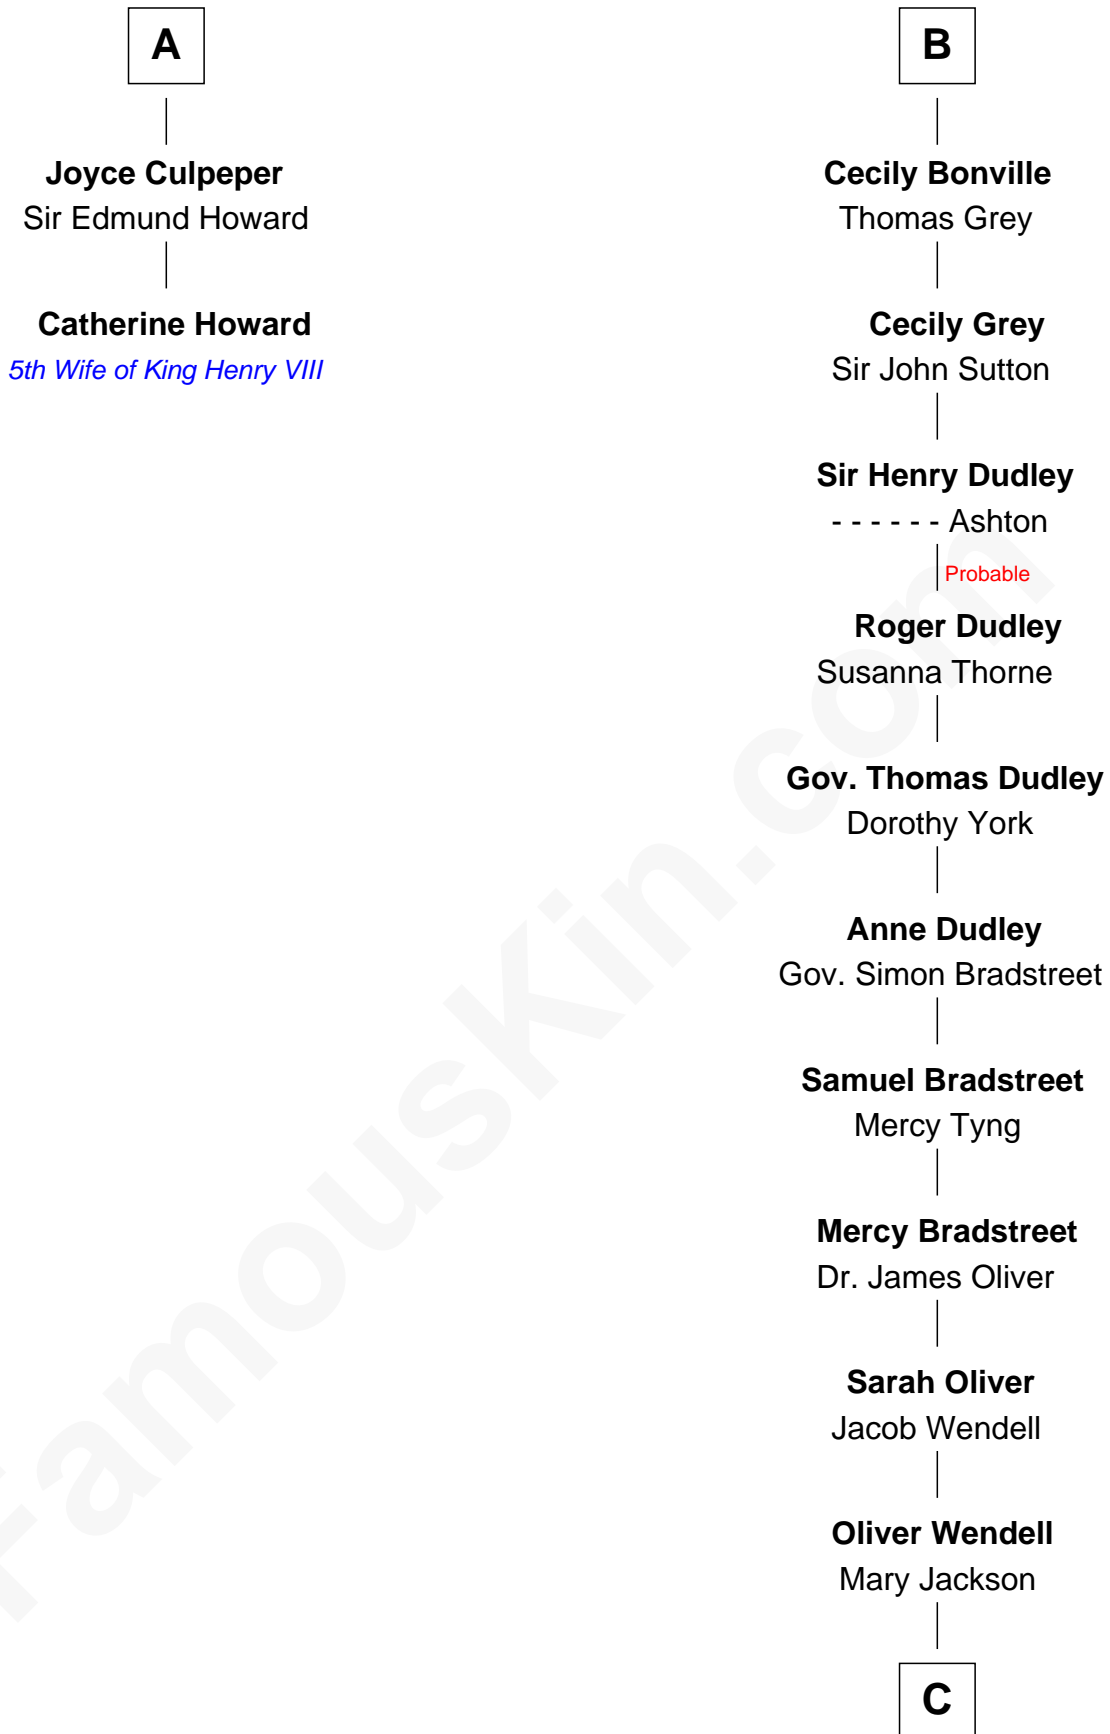 A
Joyce Culpeper
Sir Edmund Howard
Catherine Howard
5th Wife of King Henry VIII
B
Cecily Bonville
Thomas Grey
Cecily Grey
Sir John Sutton
Sir Henry Dudley
- - - - - - Ashton
Probable
Roger Dudley
Susanna Thorne
Gov. Thomas Dudley
Dorothy York
Anne Dudley
Gov. Simon Bradstreet
Samuel Bradstreet
Mercy Tyng
Mercy Bradstreet
Dr. James Oliver
Sarah Oliver
Jacob Wendell
Oliver Wendell
Mary Jackson
C
FamousKin.com